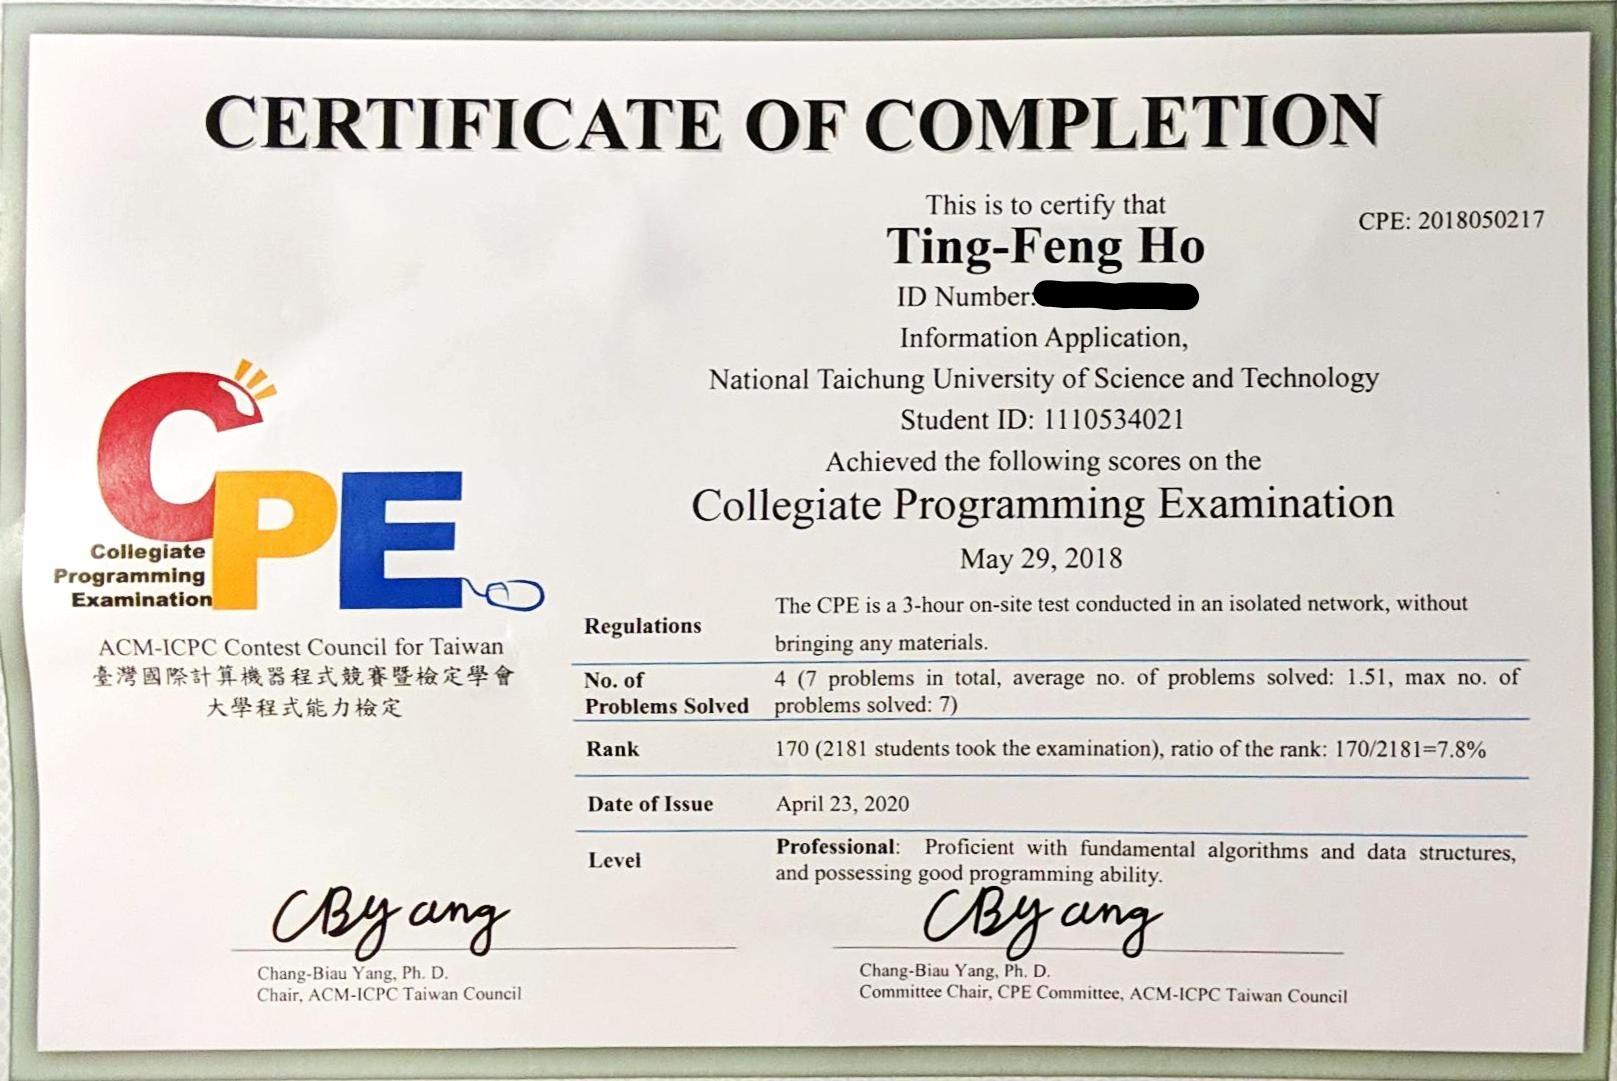 CERTIFICATE OF COMPLETION
This is to certify that
CPE: 2018050217
Ting-Feng Ho
ID Number:
Information Application,
National Taichung University of Science and Technology
Student ID: 1110534021
Achieved the following scores on the
Collegiate Programming Examination
May 29, 2018
CPE
Collegiate
Programming
Examination
ACM-ICPC Contest Council for Taiwan
臺灣國際計算機器程式競賽暨檢定學會
大學程式能力檢定
Regulations
The CPE is a 3-hour on-site test conducted in an isolated network, without
bringing any materials.
No. of
Problems Solved
4 (7 problems in total, average no. of problems solved: 1.51, max no. of
problems solved: 7)
Rank
170 (2181 students took the examination), ratio of the rank: 170/2181=7.8%
Date of Issue
April 23, 2020
Level
Professional: Proficient with fundamental algorithms and data structures,
and possessing good programming ability.
CByang
Chang-Biau Yang, Ph. D.
Chair, ACM-ICPC Taiwan Council
CByang
Chang-Biau Yang, Ph. D.
Committee Chair, CPE Committee, ACM-ICPC Taiwan Council